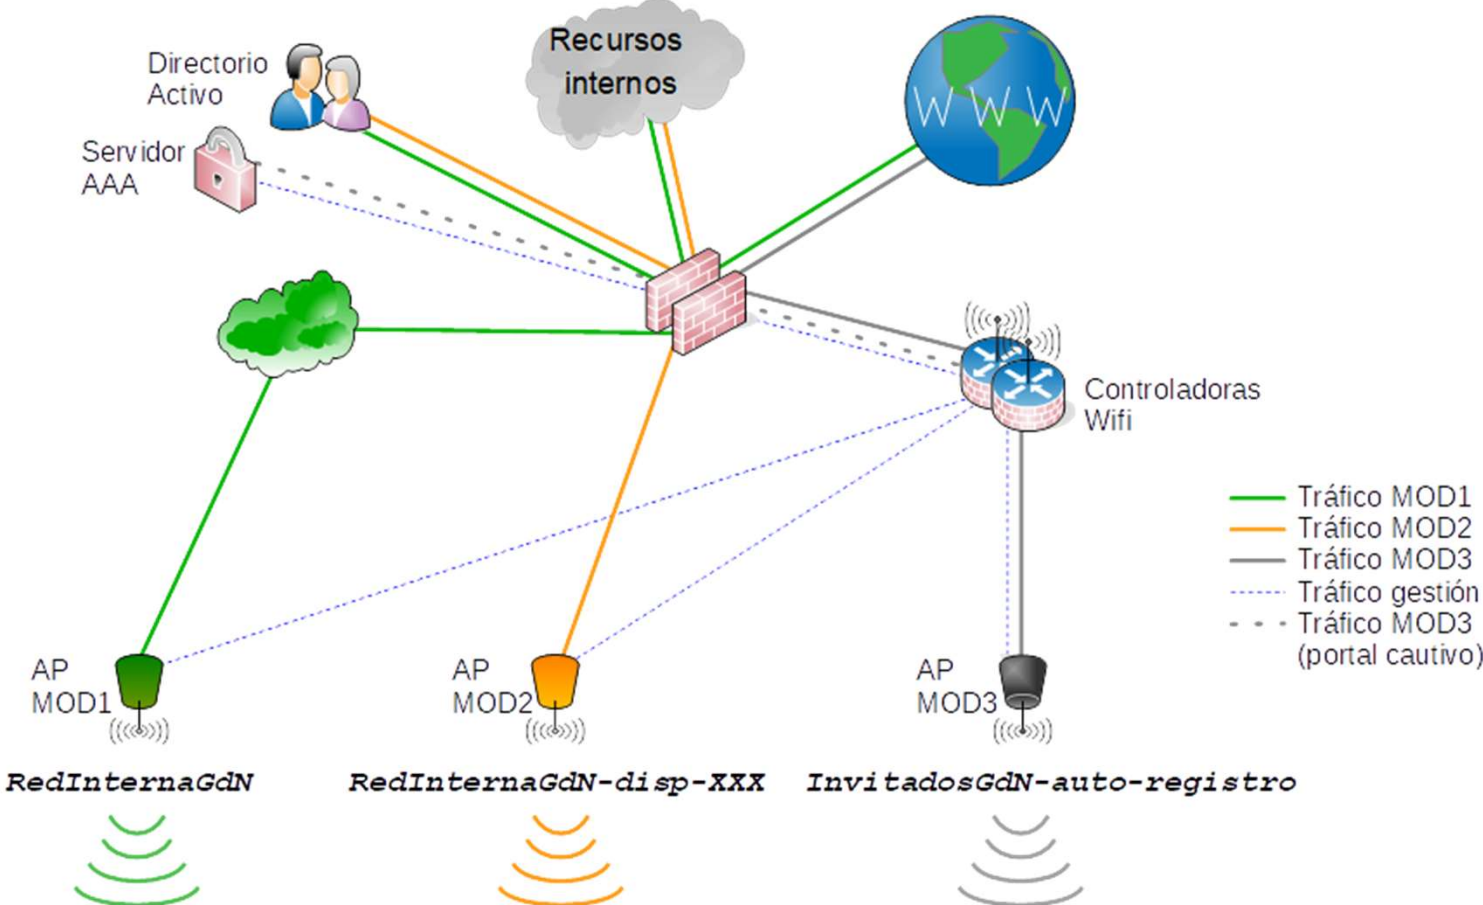 Recursos
internos
Directorio
Activo
W W W
Servidor
AAA
Controladoras
Wifi
Tráfico MOD1
Tráfico MOD2
Tráfico MOD3
Tráfico gestión
Tráfico MOD3
(portal cautivo)
AP
MOD1
AP
MOD2
AP
MOD3
RedInternaGdN
RedInternaGdN-disp-XXX
InvitadosGdN-auto-registro